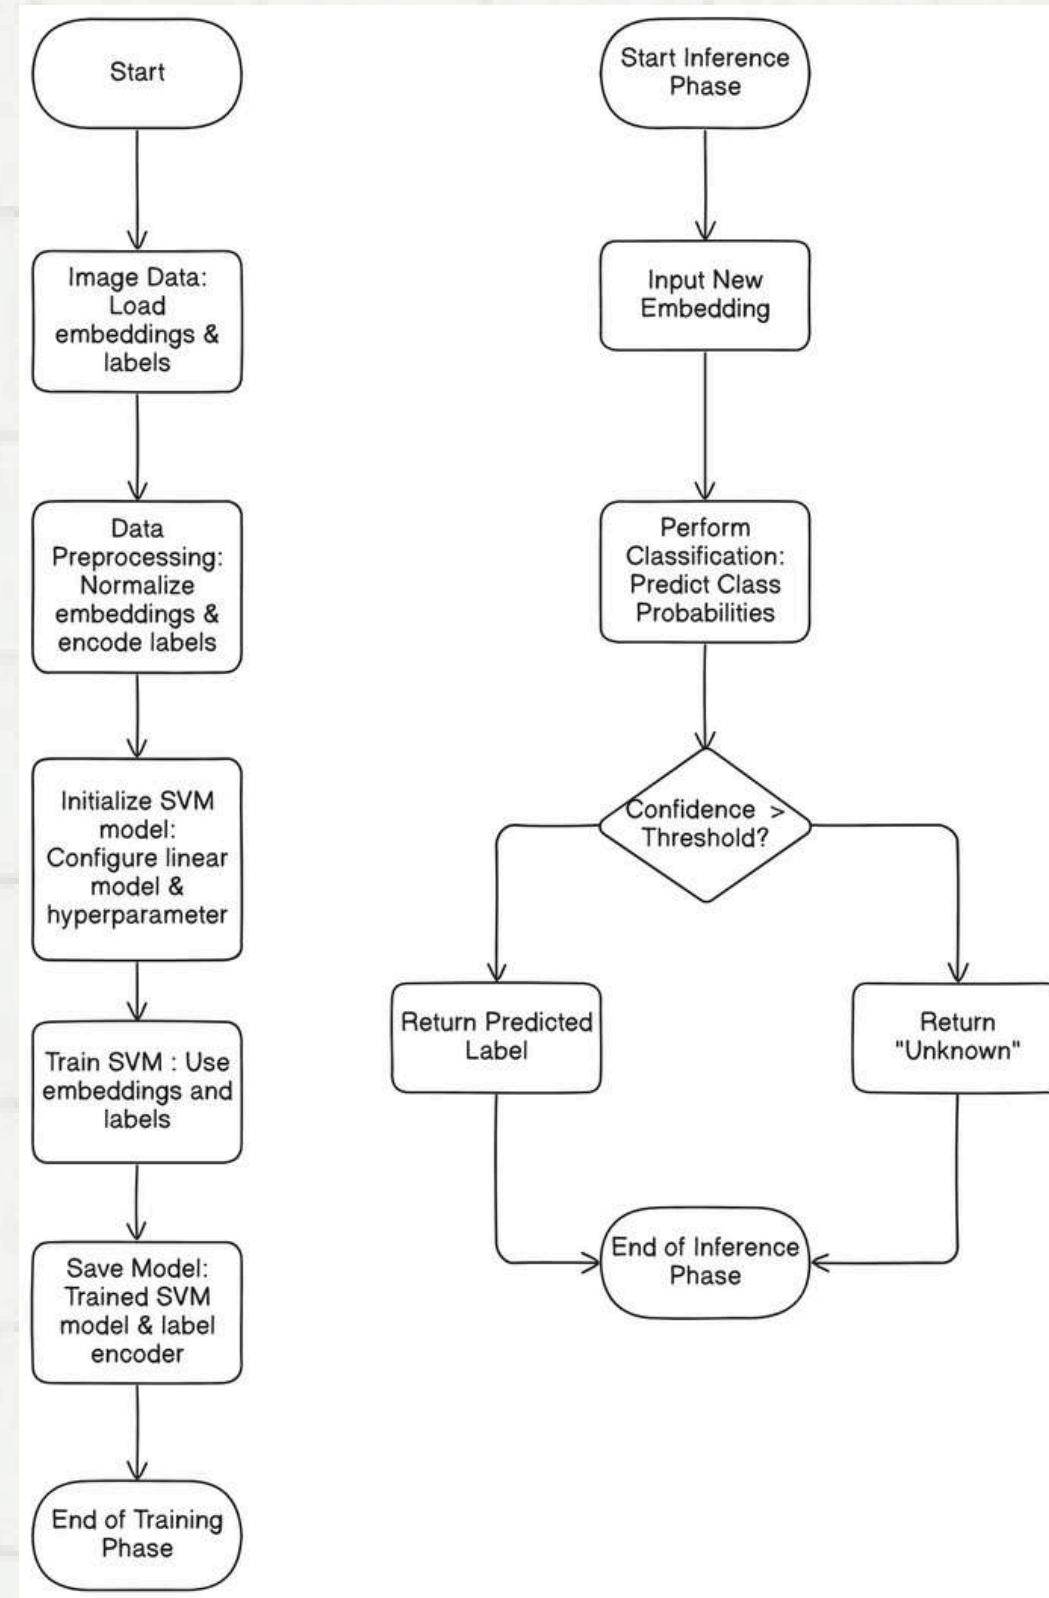 Start
Image Data:
Load
embeddings &
labels
Data
Preprocessing:
Normalize
embeddings &
encode labels
Initialize SVM
model:
Configure linear
model &
hyperparameter
Train SVM : Use
embeddings and
labels
Save Model:
Trained SVM
model & label
encoder
End of Training
Phase
Start Inference
Phase
Input New
Embedding
Perform
Classification:
Predict Class
Probabilities
Confidence >
Threshold?
Return Predicted
Label
Return
"Unknown"
End of Inference
Phase